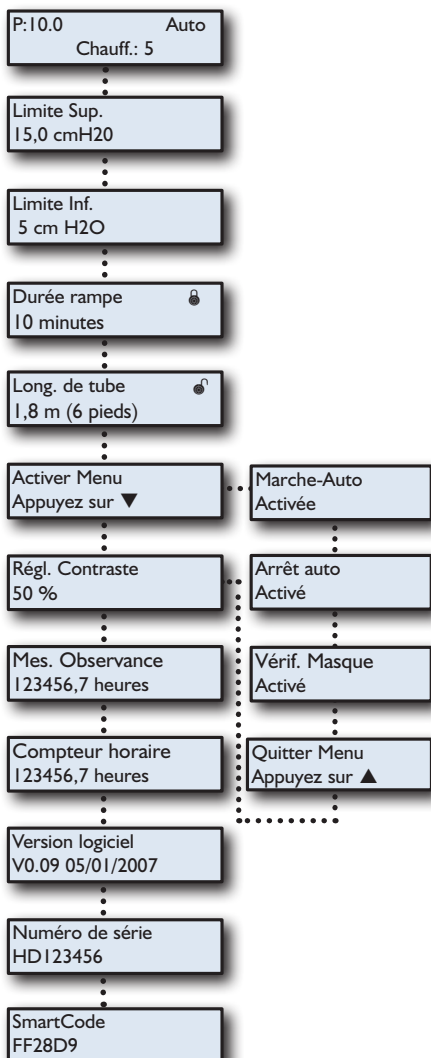 P:10.0 Auto
Chauff.: 5
Limite Sup.
15,0 cmH20
Limite Inf.
5 cm H2O
Durée rampe
10 minutes
Long. de tube
1,8 m (6 pieds)
Activer Menu
Appuyez sur ▼
Marche-Auto
Activée
Régl. Contraste
50 %
Arrêt auto
Activé
Mes. Observance
123456,7 heures
Vérif. Masque
Activé
Compteur horaire
123456,7 heures
Quitter Menu
Appuyez sur ▲
Version logiciel
V0.09 05/01/2007
Numéro de série
HD123456
SmartCode
FF28D9